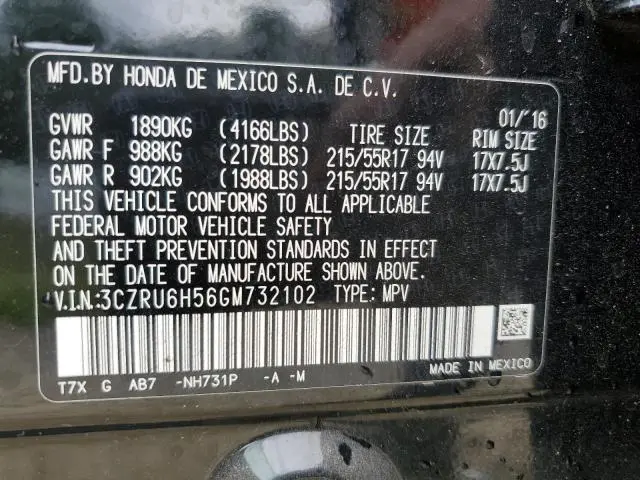 MFD.BY HONDA DE MEXICO S.A. DE C.V.
01/'16
GVWR 1890KG (4166LBS) TIRE SIZE RIM SIZE
GAWR F 988KG (2178LBS) 215/55R17 94V 17X7.5J
GAWR R 902KG (1988LBS) 215/55R17 94V 17X7.5J
THIS VEHICLE CONFORMS TO ALL APPLICABLE
FEDERAL MOTOR VEHICLE SAFETY
AND THEFT PREVENTION STANDARDS IN EFFECT
ON THE DATE OF MANUFACTURE SHOWN ABOVE.
V.I.N.:3CZRU6H56GM732102 TYPE: MPV
T7X G AB7 -NH731P -A -M
MADE IN MEXICO